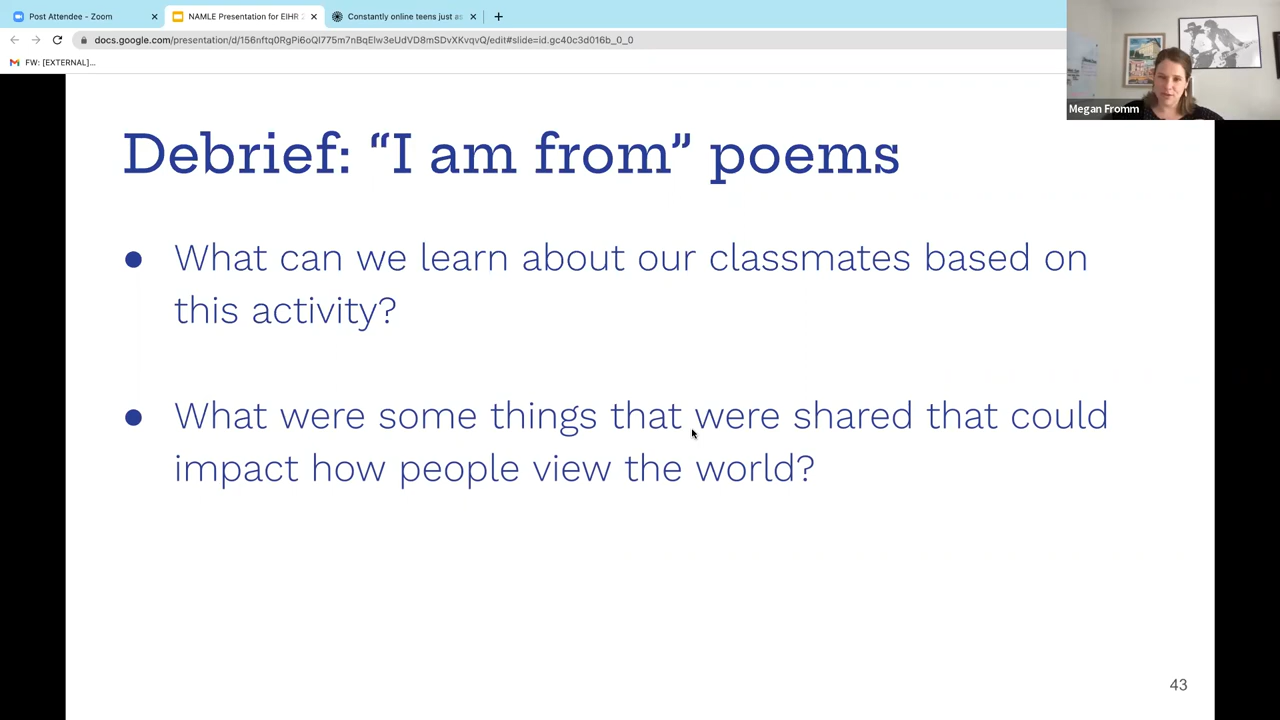 Post Attendee - Zoom
NAMLE Presentation for EIHR 2
Constantly online teens just as
docs.google.com/presentation/d/156nftq0RgPi6oQI775m7nBqElw3eUdVD8mSDvXKvqvQ/edit#slide=id.gc40c3d016b_0_0
FW: [EXTERNAL]...
Megan Fromm
Debrief: “I am from” poems
● What can we learn about our classmates based on
this activity?
● What were some things that were shared that could
impact how people view the world?
43